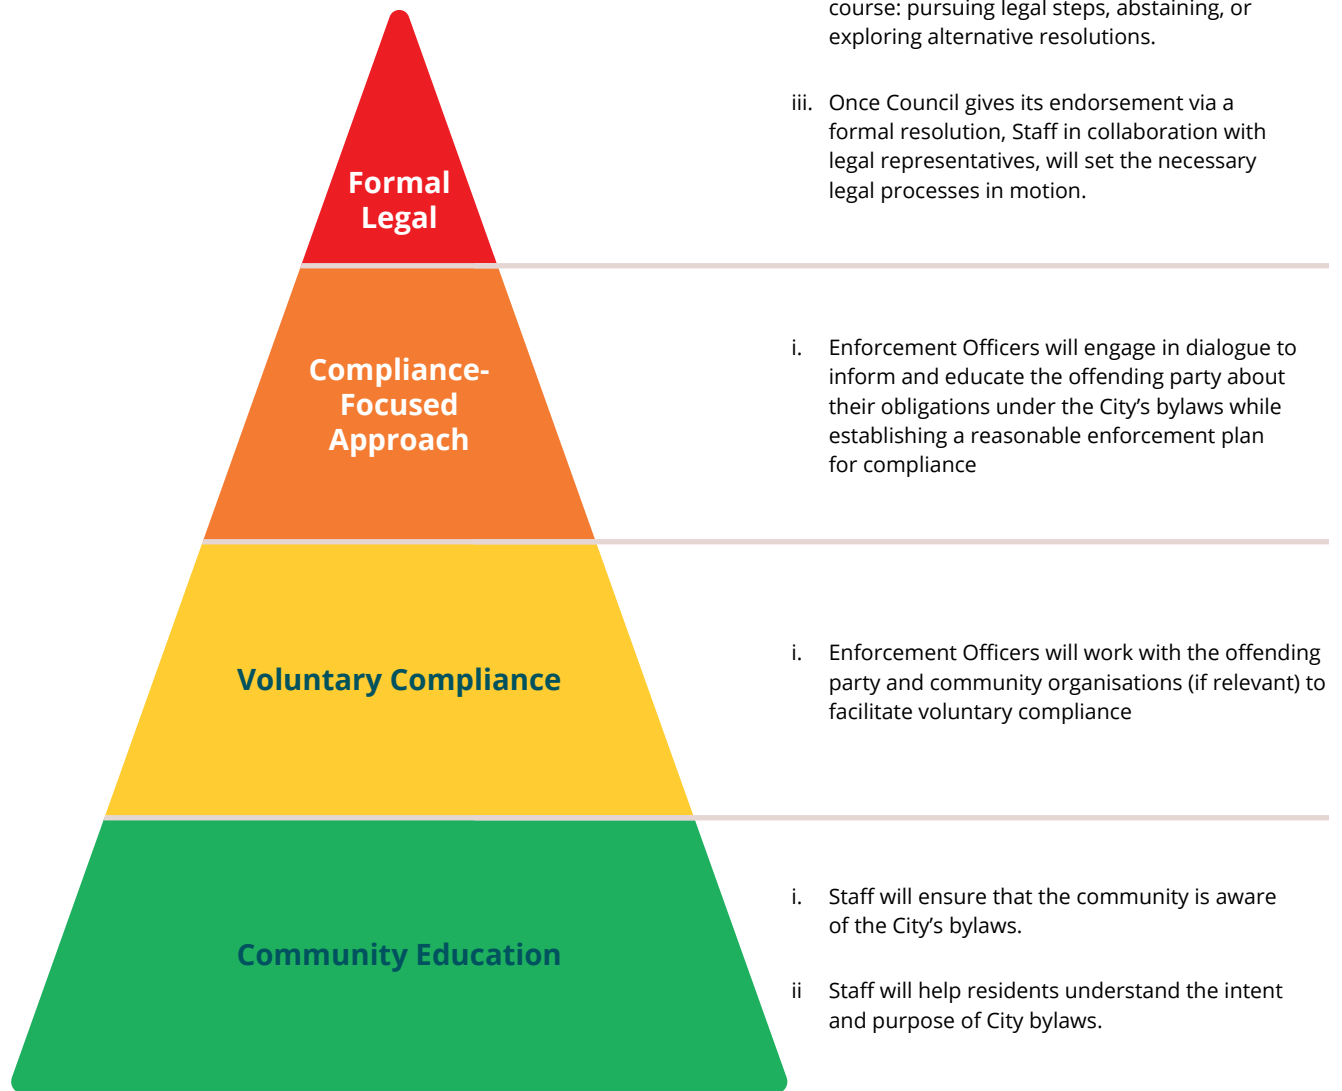 course: pursuing legal steps, abstaining, or
exploring alternative resolutions.
iii. Once Council gives its endorsement via a
formal resolution, Staff in collaboration with
legal representatives, will set the necessary
legal processes in motion.
Formal
Legal
i. Enforcement Officers will engage in dialogue to
inform and educate the offending party about
their obligations under the City’s bylaws while
establishing a reasonable enforcement plan
for compliance
Compliance-
Focused
Approach
i. Enforcement Officers will work with the offending
party and community organisations (if relevant) to
facilitate voluntary compliance
Voluntary Compliance
i. Staff will ensure that the community is aware
of the City’s bylaws.
ii Staff will help residents understand the intent
and purpose of City bylaws.
Community Education